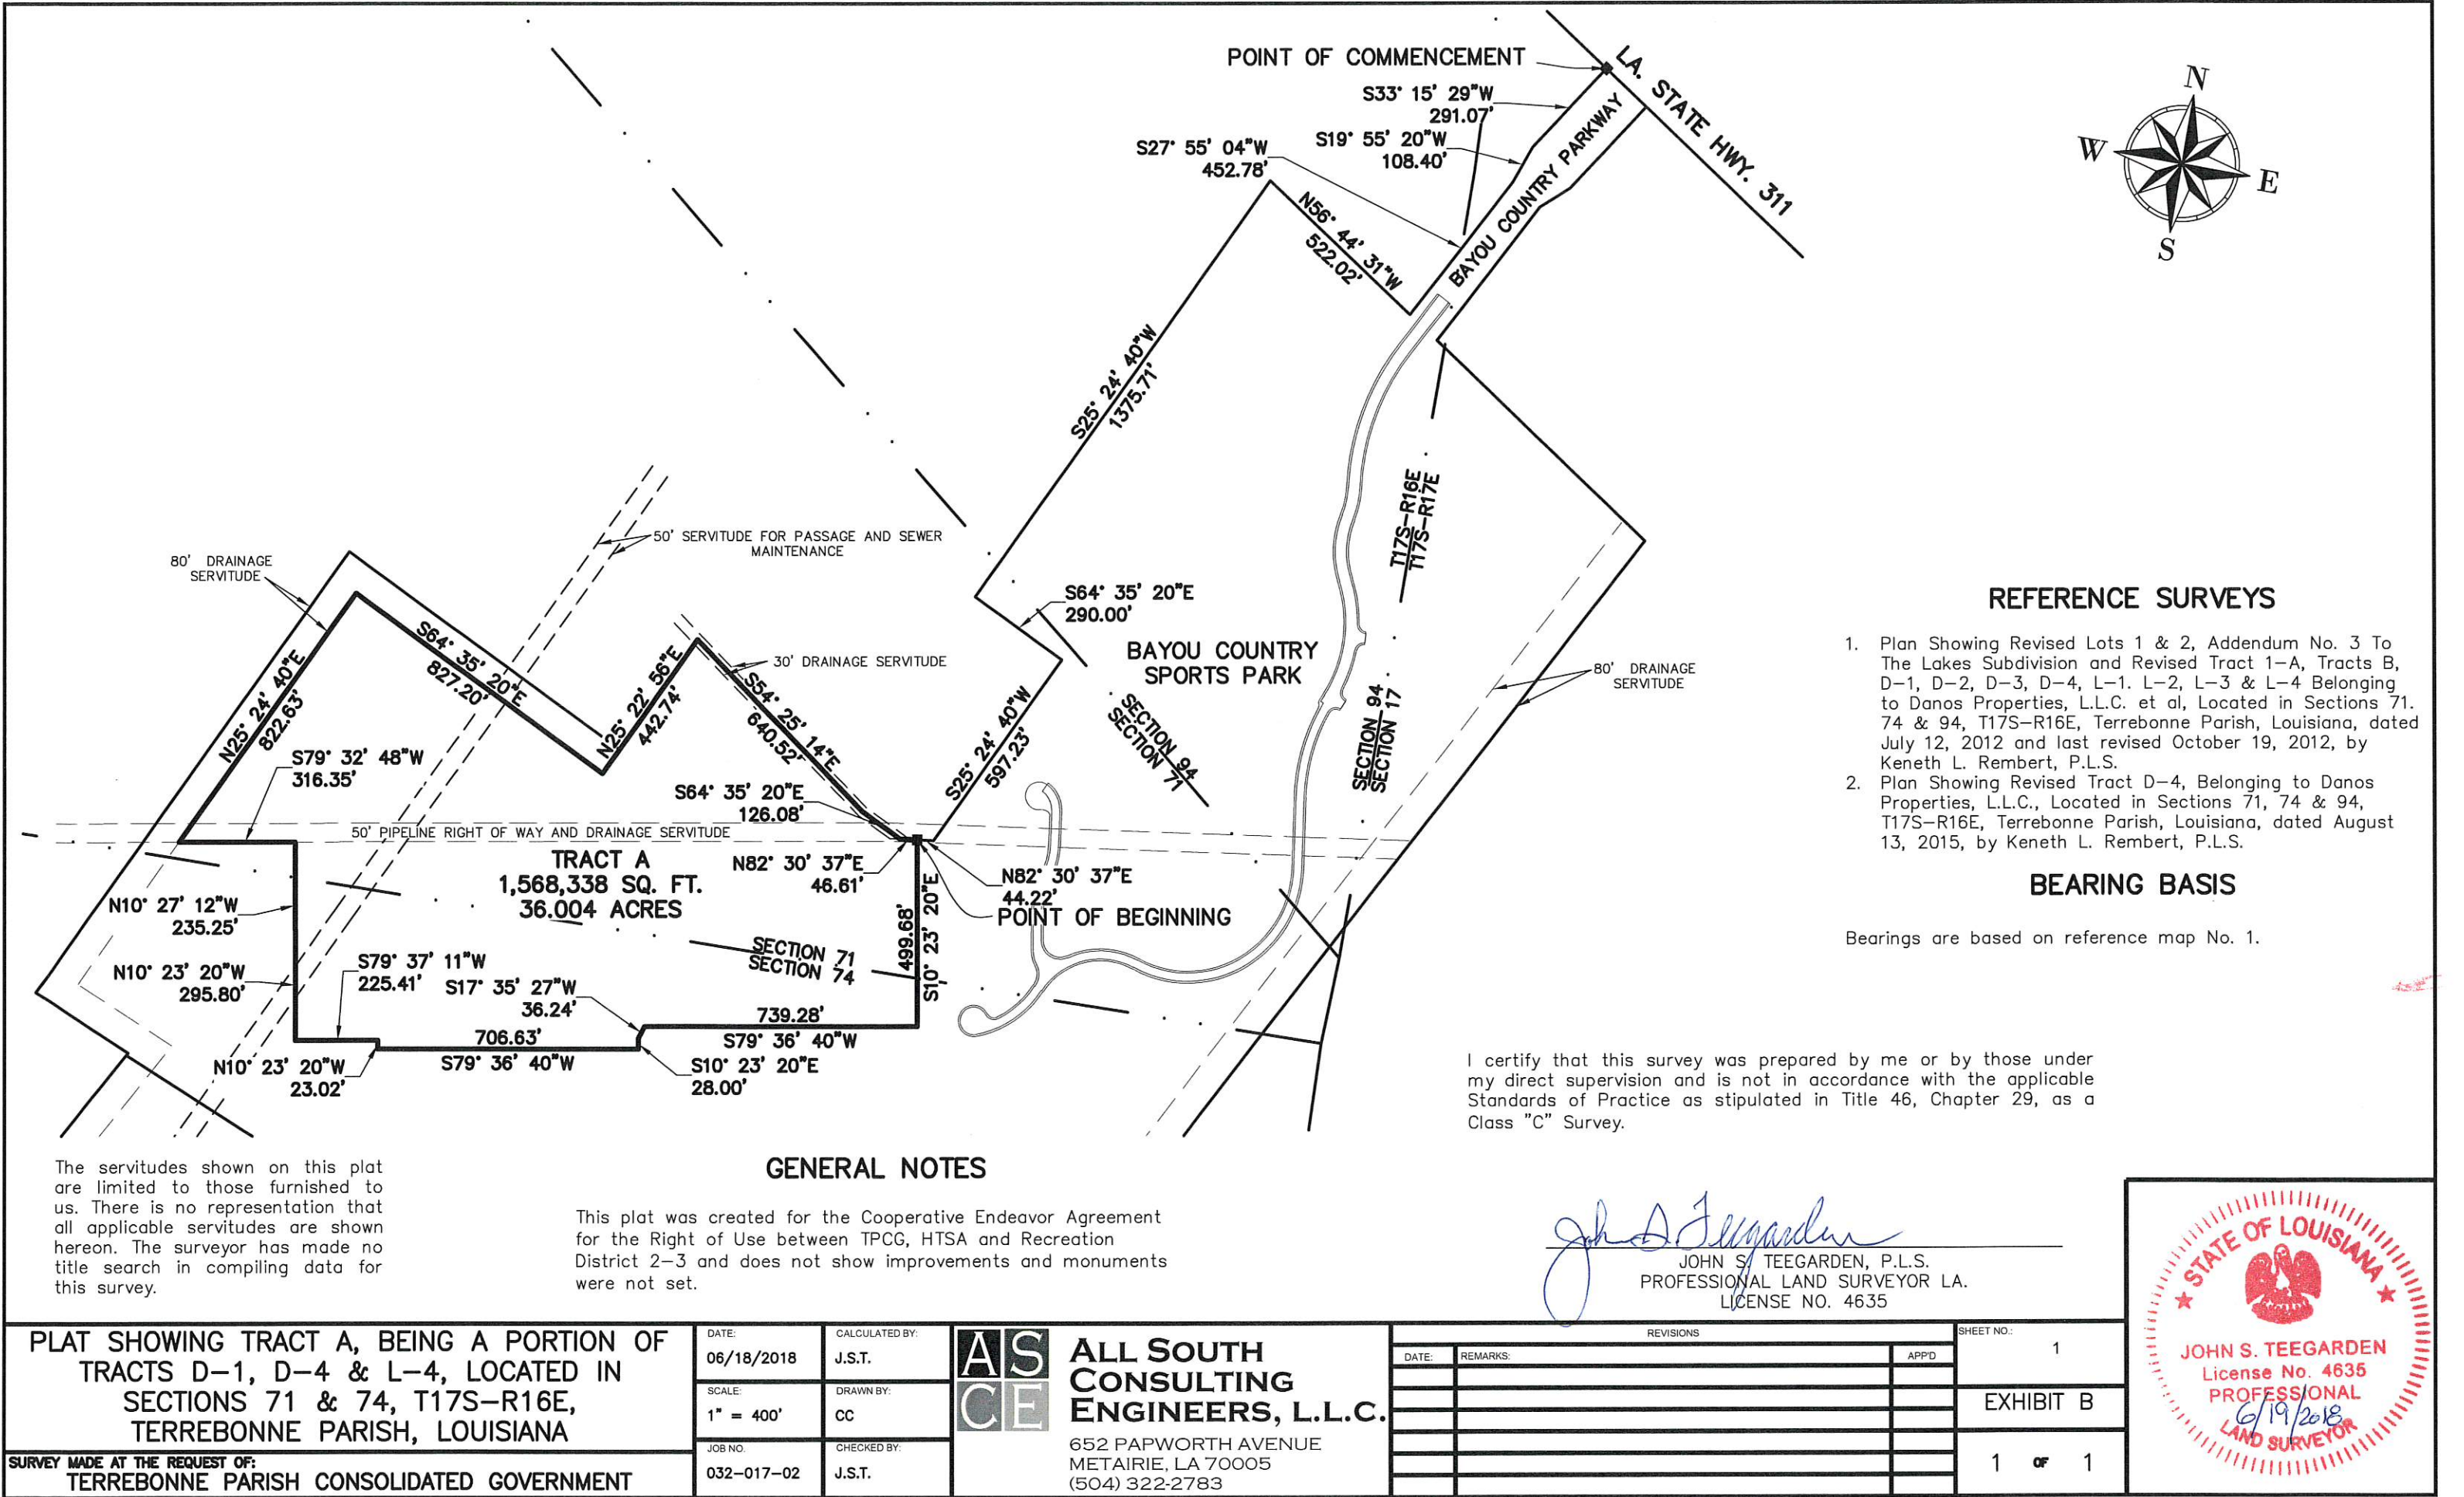 POINT OF COMMENCEMENT
LA. STATE HWY. 311
S33° 15' 29"W
291.07'
S19° 55' 20"W
108.40'
S27° 55' 04"W
452.78'
BAYOU COUNTRY PARKWAY
N
W
E
S
N56° 44' 31"W
522.02'
S25° 24' 40"W
1375.71'
T17S-R16E
T17S-R17E
50' SERVITUDE FOR PASSAGE AND SEWER
MAINTENANCE
80' DRAINAGE
SERVITUDE
S64° 35' 20"E
290.00'
BAYOU COUNTRY
SPORTS PARK
SECTION 94
SECTION 71
SECTION 94
SECTION 17
80' DRAINAGE
SERVITUDE
30' DRAINAGE SERVITUDE
N25° 24' 40"E
822.63'
S64° 35' 20"E
827.20'
N25° 22' 56"E
442.74'
S54° 25' 14"E
640.52'
S25° 24' 40"W
597.23'
S79° 32' 48"W
316.35'
S64° 35' 20"E
126.08'
50' PIPELINE RIGHT OF WAY AND DRAINAGE SERVITUDE
TRACT A
1,568,338 SQ. FT.
36.004 ACRES
N82° 30' 37"E
46.61'
N82° 30' 37"E
44.22'
POINT OF BEGINNING
499.68'
S10° 23' 20"E
N10° 27' 12"W
235.25'
N10° 23' 20"W
295.80'
SECTION 71
SECTION 74
S79° 37' 11"W
225.41'
S17° 35' 27"W
36.24'
706.63'
S79° 36' 40"W
739.28'
S79° 36' 40"W
N10° 23' 20"W
23.02'
S10° 23' 20"E
28.00'
REFERENCE SURVEYS
1. Plan Showing Revised Lots 1 & 2, Addendum No. 3 To
The Lakes Subdivision and Revised Tract 1-A, Tracts B,
D-1, D-2, D-3, D-4, L-1. L-2, L-3 & L-4 Belonging
to Danos Properties, L.L.C. et al, Located in Sections 71.
74 & 94, T17S-R16E, Terrebonne Parish, Louisiana, dated
July 12, 2012 and last revised October 19, 2012, by
Keneth L. Rembert, P.L.S.
2. Plan Showing Revised Tract D-4, Belonging to Danos
Properties, L.L.C., Located in Sections 71, 74 & 94,
T17S-R16E, Terrebonne Parish, Louisiana, dated August
13, 2015, by Keneth L. Rembert, P.L.S.
BEARING BASIS
Bearings are based on reference map No. 1.
I certify that this survey was prepared by me or by those under
my direct supervision and is not in accordance with the applicable
Standards of Practice as stipulated in Title 46, Chapter 29, as a
Class "C" Survey.
The servitudes shown on this plat
are limited to those furnished to
us. There is no representation that
all applicable servitudes are shown
hereon. The surveyor has made no
title search in compiling data for
this survey.
GENERAL NOTES
This plat was created for the Cooperative Endeavor Agreement
for the Right of Use between TPCG, HTSA and Recreation
District 2-3 and does not show improvements and monuments
were not set.
John S. Teegarden
JOHN S. TEEGARDEN, P.L.S.
PROFESSIONAL LAND SURVEYOR LA.
LICENSE NO. 4635
STATE OF LOUISIANA
JOHN S. TEEGARDEN
License No. 4635
PROFESSIONAL
6/19/2018
LAND SURVEYOR
PLAT SHOWING TRACT A, BEING A PORTION OF
TRACTS D-1, D-4 & L-4, LOCATED IN
SECTIONS 71 & 74, T17S-R16E,
TERREBONNE PARISH, LOUISIANA
SURVEY MADE AT THE REQUEST OF:
TERREBONNE PARISH CONSOLIDATED GOVERNMENT
DATE:
06/18/2018
CALCULATED BY:
J.S.T.
SCALE:
1" = 400'
DRAWN BY:
CC
JOB NO.
032-017-02
CHECKED BY:
J.S.T.
AS
CE
ALL SOUTH
CONSULTING
ENGINEERS, L.L.C.
652 PAPWORTH AVENUE
METAIRIE, LA 70005
(504) 322-2783
REVISIONS
DATE: REMARKS: APP'D
SHEET NO.:
1
EXHIBIT B
1 OF 1